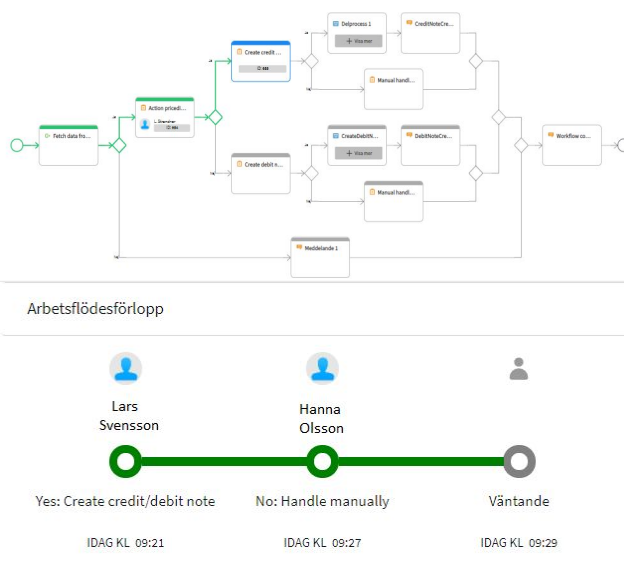 Delprocess 1
Visa mer
CreditNoteCre...
Create credit ...
Manual handl...
Action pricedi...
Fetch data fro...
CreateDebitN...
Visa mer
DebitNoteCre...
Workflow co...
Create debit n...
Manual handl...
Meddelande 1
Arbetsflödesförlopp
Lars
Svensson
Hanna
Olsson
Yes: Create credit/debit note
No: Handle manually
Väntande
IDAG KL 09:21
IDAG KL 09:27
IDAG KL 09:29